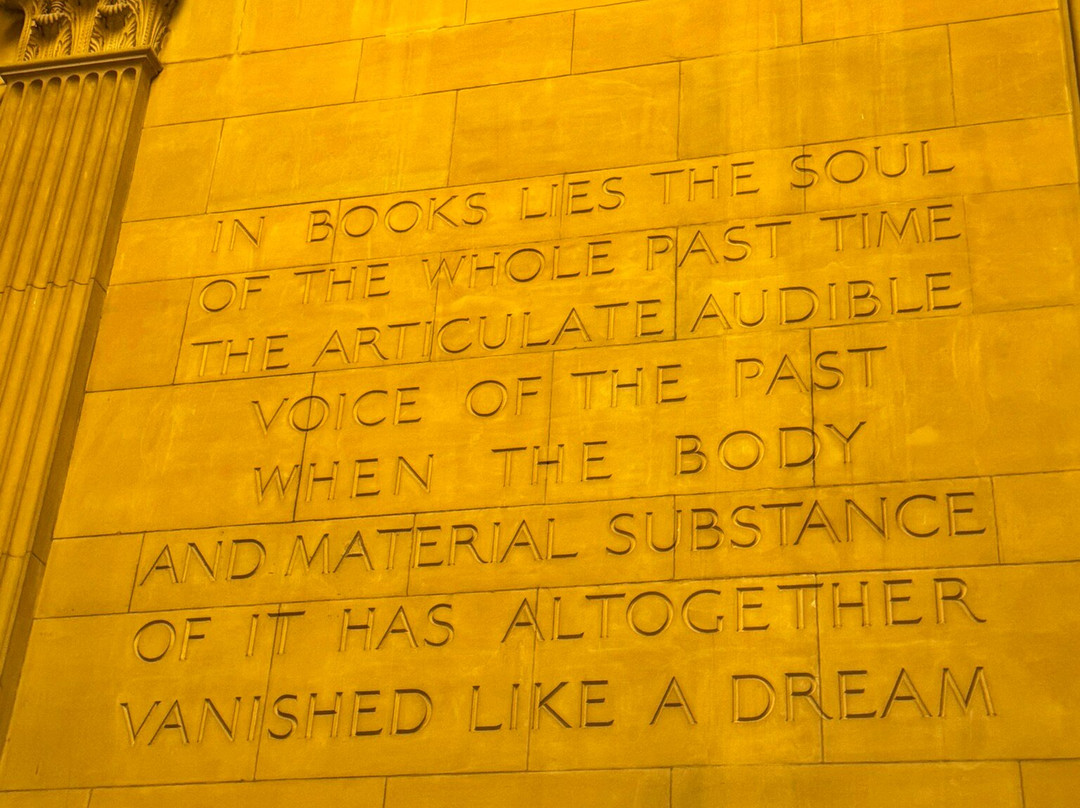 IN BOOKS LIES THE SOUL
OF THE WHOLE PAST TIME
THE ARTICULATE AUDIBLE
VOICE OF THE PAST
WHEN THE BODY
AND MATERIAL SUBSTANCE
OF IT HAS ALTOGETHER
VANISHED LIKE A DREAM